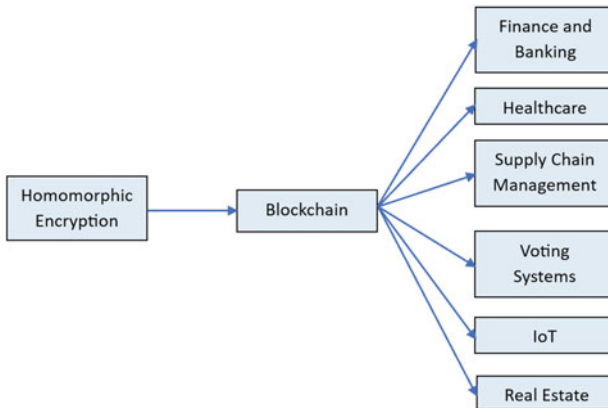 Homomorphic
Encryption
Blockchain
Finance and
Banking
Healthcare
Supply Chain
Management
Voting
Systems
IoT
Real Estate